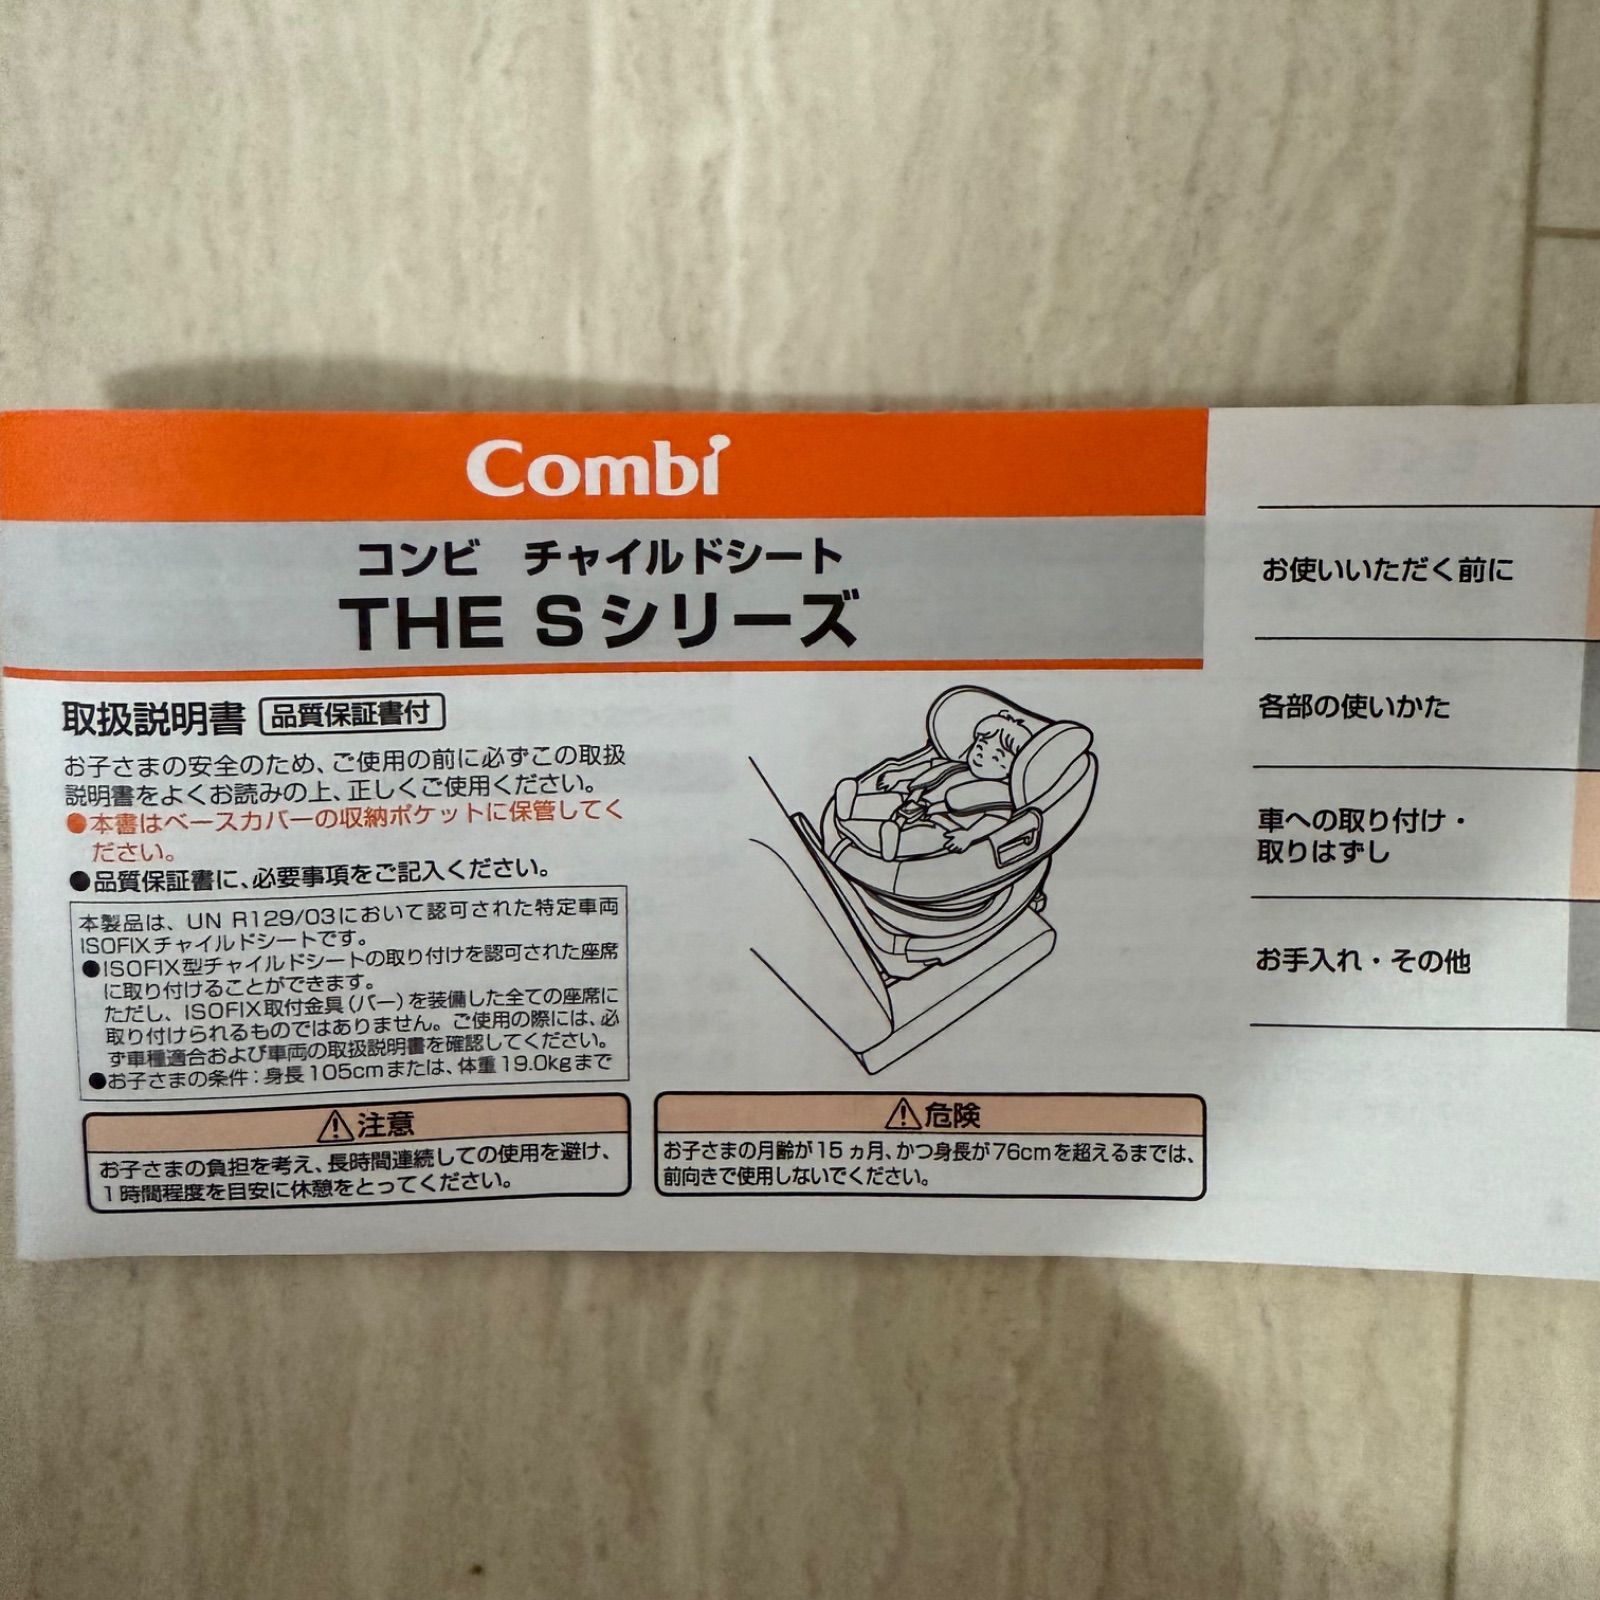 Combi
コンビ チャイルドシート
THE Sシリーズ
取扱説明書 品質保証書付
お子さまの安全のため、ご使用の前に必ずこの取扱
説明書をよくお読みの上、正しくご使用ください。
●本書はベースカバーの収納ポケットに保管してく
ださい。
●品質保証書に、必要事項をご記入ください。
本製品は、UN R129/03において認可された特定車両
ISOFIXチャイルドシートです。
●ISOFIX型チャイルドシートの取り付けを認可された座席
に取り付けることができます。
ただし、ISOFIX取付金具(バー)を装備した全ての座席に
取り付けられるものではありません。ご使用の際には、必
ず車種適合および車両の取扱説明書を確認してください。
●お子さまの条件:身長105cmまたは、体重19.0kgまで
⚠注意
お子さまの負担を考え、長時間連続しての使用を避け、
1時間程度を目安に休憩をとってください。
⚠危険
お子さまの月齢が15ヵ月、かつ身長が76cmを超えるまでは、
前向きで使用しないでください。
お使いいただく前に
各部の使いかた
車への取り付け・
取りはずし
お手入れ・その他